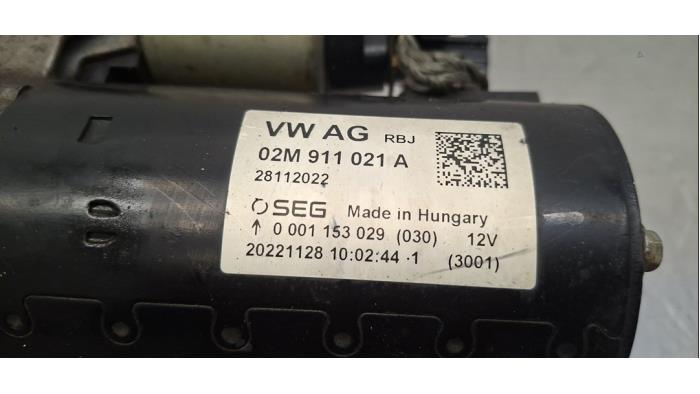 VW AG RBJ
02M 911 021 A
28112022
SEG Made in Hungary
↑ 0 001 153 029 (030) 12V
20221128 10:02:44 -1 (3001)